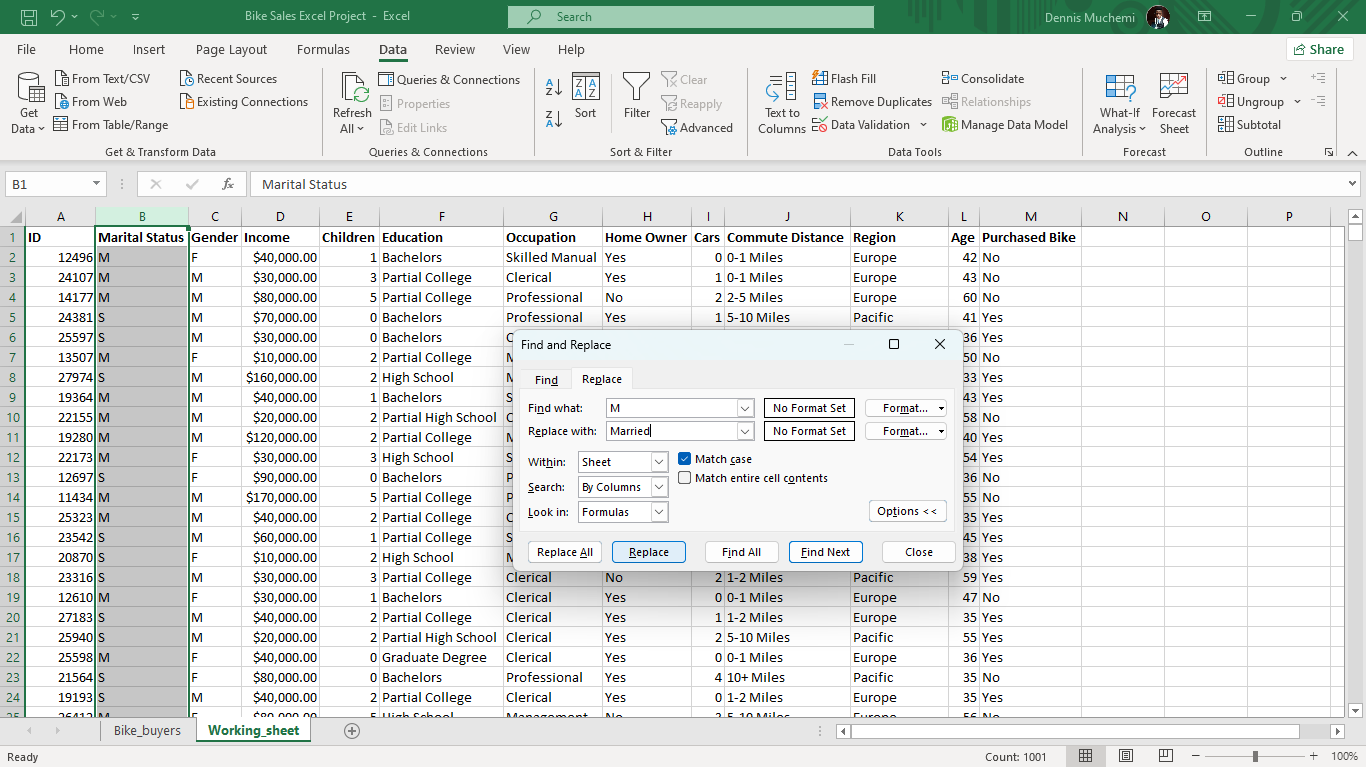 Bike Sales Excel Project - Excel
Search
Dennis Muchemi
File Home Insert Page Layout Formulas Data Review View Help
Share
Get Data
From Text/CSV
From Web
From Table/Range
Recent Sources
Existing Connections
Get & Transform Data
Refresh All
Queries & Connections
Properties
Edit Links
Queries & Connections
Sort
Filter
Clear
Reapply
Advanced
Sort & Filter
Text to Columns
Flash Fill
Remove Duplicates
Data Validation
Consolidate
Relationships
Manage Data Model
Data Tools
What-If Analysis
Forecast Sheet
Forecast
Group
Ungroup
Subtotal
Outline
B1 fx Marital Status
A B C D E F G H I J K L M N O P
1 ID Marital Status Gender Income Children Education Occupation Home Owner Cars Commute Distance Region Age Purchased Bike
2 12496 M F $40,000.00 1 Bachelors Skilled Manual Yes 0 0-1 Miles Europe 42 No
3 24107 M M $30,000.00 3 Partial College Clerical Yes 1 0-1 Miles Europe 43 No
4 14177 M M $80,000.00 5 Partial College Professional No 2 2-5 Miles Europe 60 No
5 24381 S M $70,000.00 0 Bachelors Professional Yes 1 5-10 Miles Pacific 41 Yes
6 25597 S M $30,000.00 0 Bachelors 36 Yes
7 13507 M F $10,000.00 2 Partial College 50 No
8 27974 S M $160,000.00 2 High School 33 Yes
9 19364 M M $40,000.00 1 Bachelors 43 Yes
10 22155 M M $20,000.00 2 Partial High School 58 No
11 19280 M M $120,000.00 2 Partial College 40 Yes
12 22173 M F $30,000.00 3 High School 54 Yes
13 12697 S F $90,000.00 0 Bachelors 36 No
14 11434 M M $170,000.00 5 Partial College 55 No
15 25323 M M $40,000.00 2 Partial College 35 Yes
16 23542 S M $60,000.00 1 Partial College 45 Yes
17 20870 S F $10,000.00 2 High School 38 Yes
18 23316 S M $30,000.00 3 Partial College Clerical No 2 1-2 Miles Pacific 59 Yes
19 12610 M F $30,000.00 1 Bachelors Clerical Yes 0 0-1 Miles Europe 47 No
20 27183 S M $40,000.00 2 Partial College Clerical Yes 1 1-2 Miles Europe 35 Yes
21 25940 S M $20,000.00 2 Partial High School Clerical Yes 2 5-10 Miles Pacific 55 Yes
22 25598 M F $40,000.00 0 Graduate Degree Clerical Yes 0 0-1 Miles Europe 36 Yes
23 21564 S F $80,000.00 0 Bachelors Professional Yes 4 10+ Miles Pacific 35 No
24 19193 S M $40,000.00 2 Partial College Clerical Yes 0 1-2 Miles Europe 35 Yes
Find and Replace
Find Replace
Find what: M No Format Set Format...
Replace with: Married No Format Set Format...
Within: Sheet Match case
Match entire cell contents
Search: By Columns
Look in: Formulas Options <<
Replace All Replace Find All Find Next Close
Bike_buyers Working_sheet
Ready Count: 1001 100%